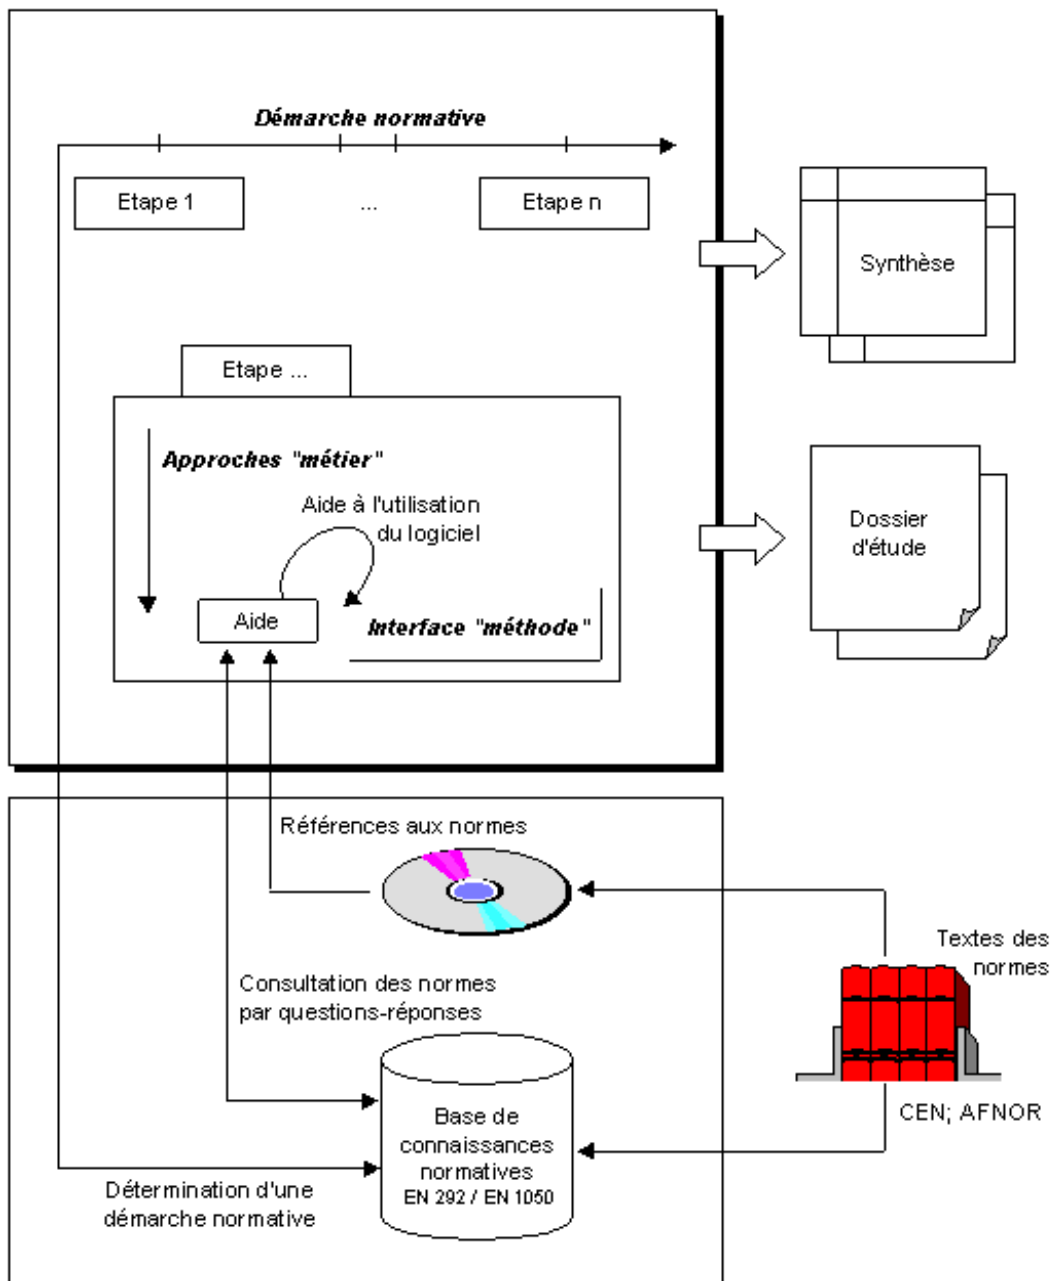 Démarche normative
Etape 1
...
Etape n
Synthèse
Etape ...
Approches "métier"
Aide à l'utilisation
du logiciel
Aide
Interface "méthode"
Dossier
d'étude
Références aux normes
Textes des
normes
Consultation des normes
par questions-réponses
CEN; AFNOR
Base de
connaissances
normatives
EN 292 / EN 1050
Détermination d'une
démarche normative